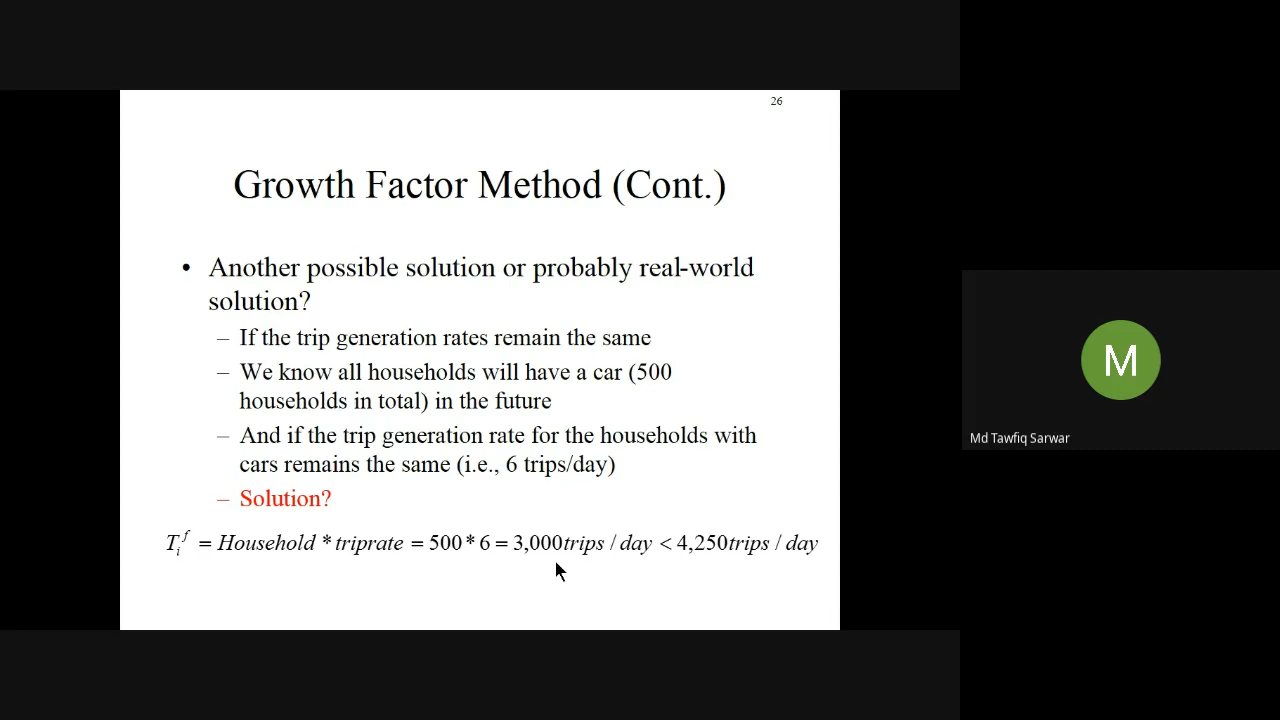 26
Growth Factor Method (Cont.)
• Another possible solution or probably real-world
solution?
– If the trip generation rates remain the same
– We know all households will have a car (500
households in total) in the future
– And if the trip generation rate for the households with
cars remains the same (i.e., 6 trips/day)
– Solution?
T_i^f = Household * triprate = 500 * 6 = 3,000trips / day < 4,250trips / day
M
Md Tawfiq Sarwar